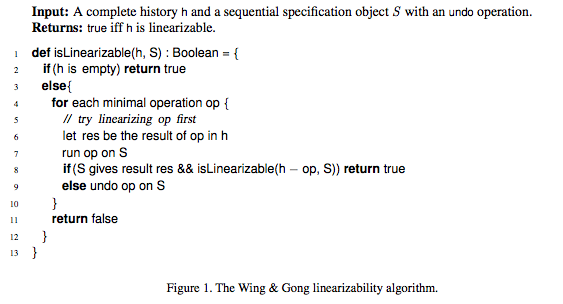 Input: A complete history h and a sequential specification object S with an undo operation.
Returns: true iff h is linearizable.
1 def isLinearizable(h, S) : Boolean = {
2 if(h is empty) return true
3 else{
4 for each minimal operation op {
5 // try linearizing op first
6 let res be the result of op in h
7 run op on S
8 if(S gives result res && isLinearizable(h – op, S)) return true
9 else undo op on S
10 }
11 return false
12 }
13 }
Figure 1. The Wing & Gong linearizability algorithm.